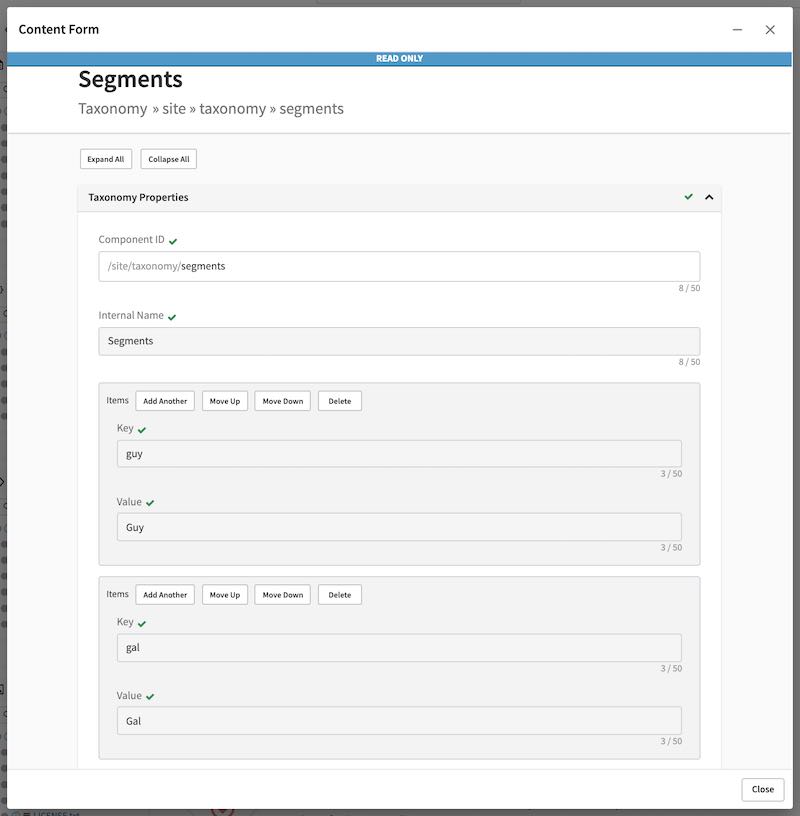 Content Form
READ ONLY
Segments
Taxonomy » site » taxonomy » segments
Expand All Collapse All
Taxonomy Properties
Component ID
/site/taxonomy/segments
8 / 50
Internal Name
Segments
8 / 50
Items Add Another Move Up Move Down Delete
Key
guy
3 / 50
Value
Guy
3 / 50
Items Add Another Move Up Move Down Delete
Key
gal
3 / 50
Value
Gal
3 / 50
Close
LICENSE.txt